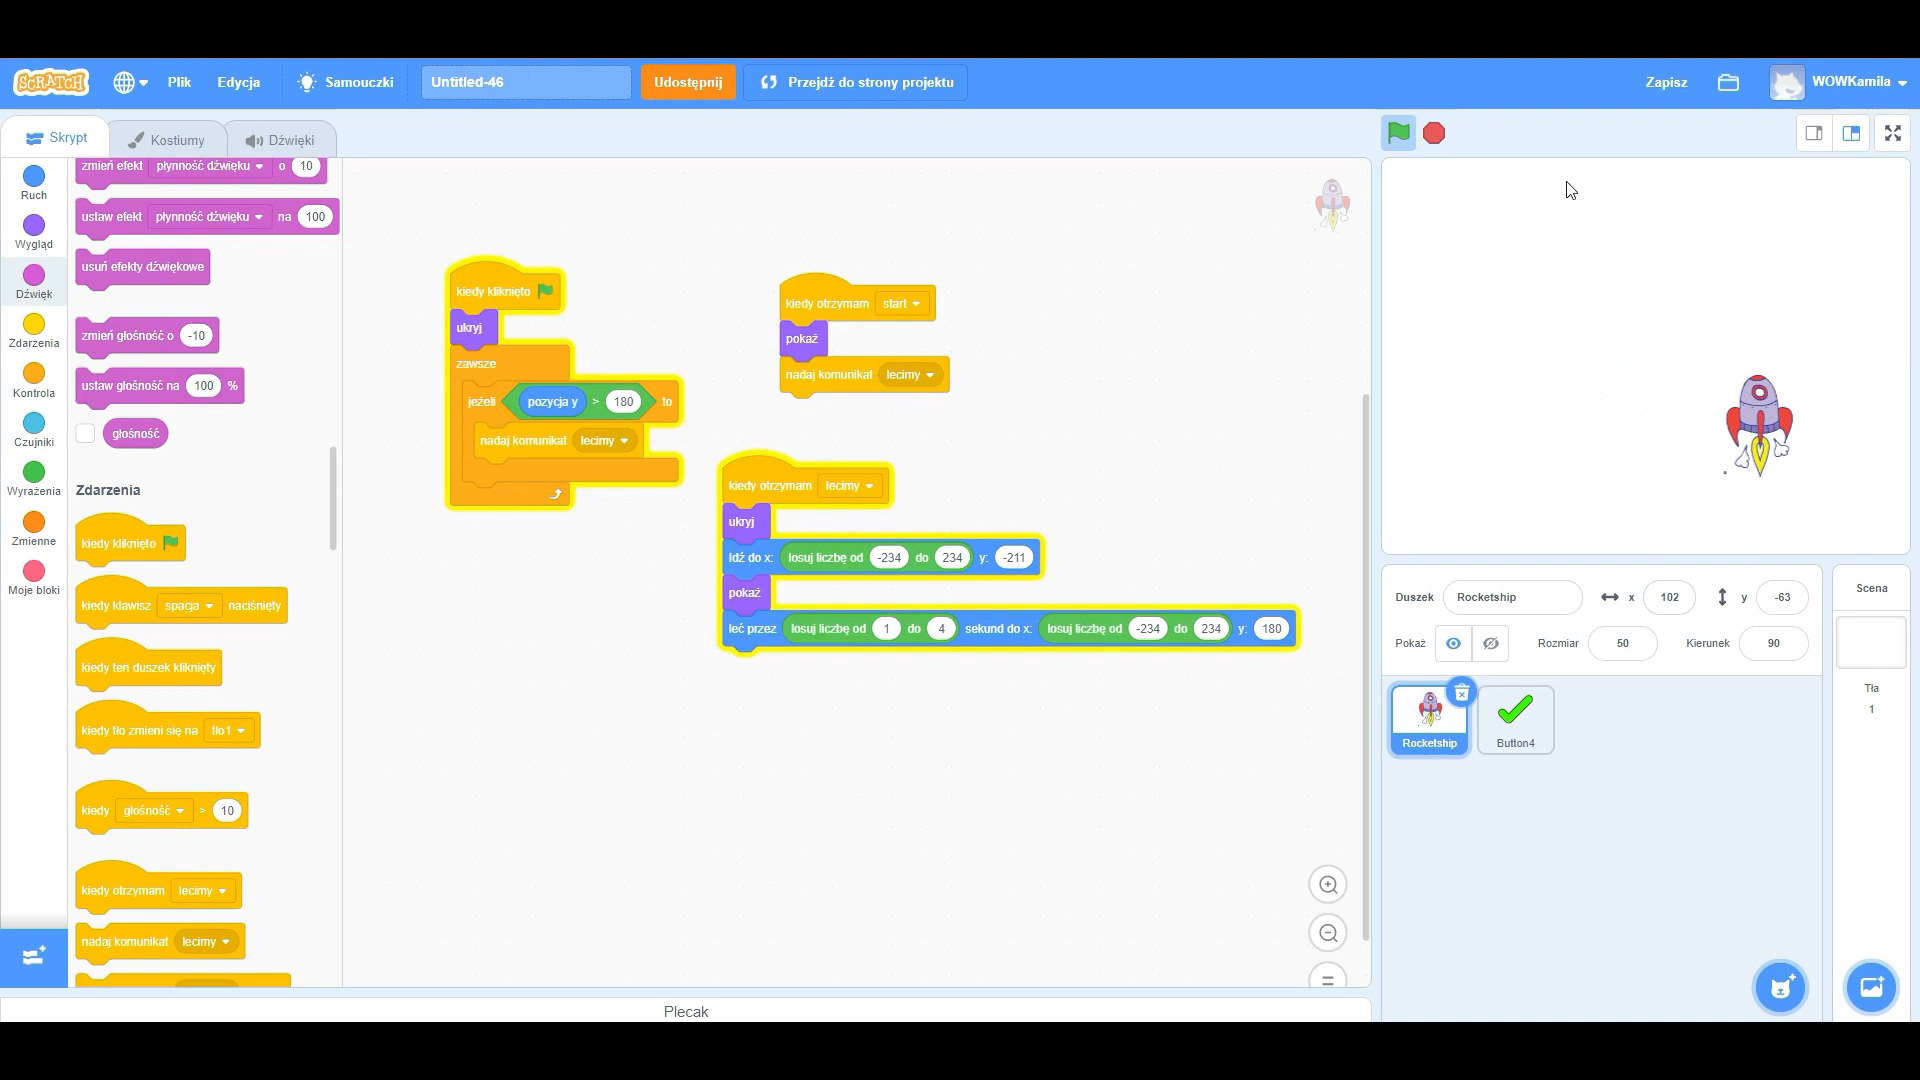 SCRATCH
Plik
Edycja
Samouczki
Untitled-46
Udostępnij
Przejdź do strony projektu
Zapisz
WOWKamila
Skrypt
Kostiumy
Dźwięki
Ruch
Wygląd
Dźwięk
Zdarzenia
Kontrola
Czujniki
Wyrażenia
Zmienne
Moje bloki
zmień efekt płynność dźwięku o 10
ustaw efekt płynność dźwięku na 100
usuń efekty dźwiękowe
zmień głośność o -10
ustaw głośność na 100 %
głośność
Zdarzenia
kiedy kliknięto
kiedy klawisz spacja naciśnięty
kiedy ten duszek kliknięty
kiedy tło zmieni się na tło1
kiedy głośność > 10
kiedy otrzymam lecimy
nadaj komunikat lecimy
kiedy kliknięto
ukryj
zawsze
jeżeli pozycja y > 180 to
nadaj komunikat lecimy
kiedy otrzymam start
pokaż
nadaj komunikat lecimy
kiedy otrzymam lecimy
ukryj
Idź do x: losuj liczbę od -234 do 234 y: -211
pokaż
leć przez losuj liczbę od 1 do 4 sekund do x: losuj liczbę od -234 do 234 y: 180
Plecak
Duszek Rocketship x 102 y -63
Pokaż Rozmiar 50 Kierunek 90
Rocketship
Button4
Scena
Tła
1